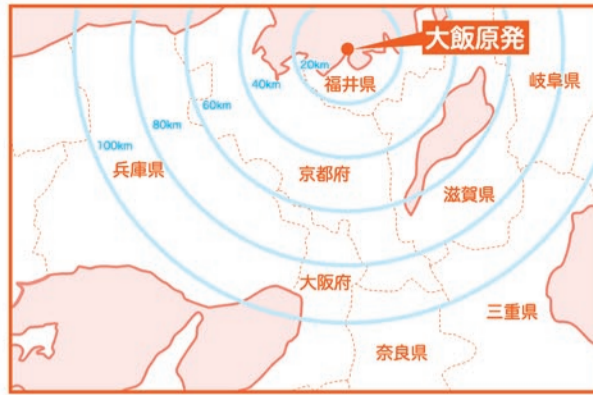 大飯原発
20km
福井県
岐阜県
40km
60km
80km
100km
兵庫県
京都府
滋賀県
大阪府
三重県
奈良県